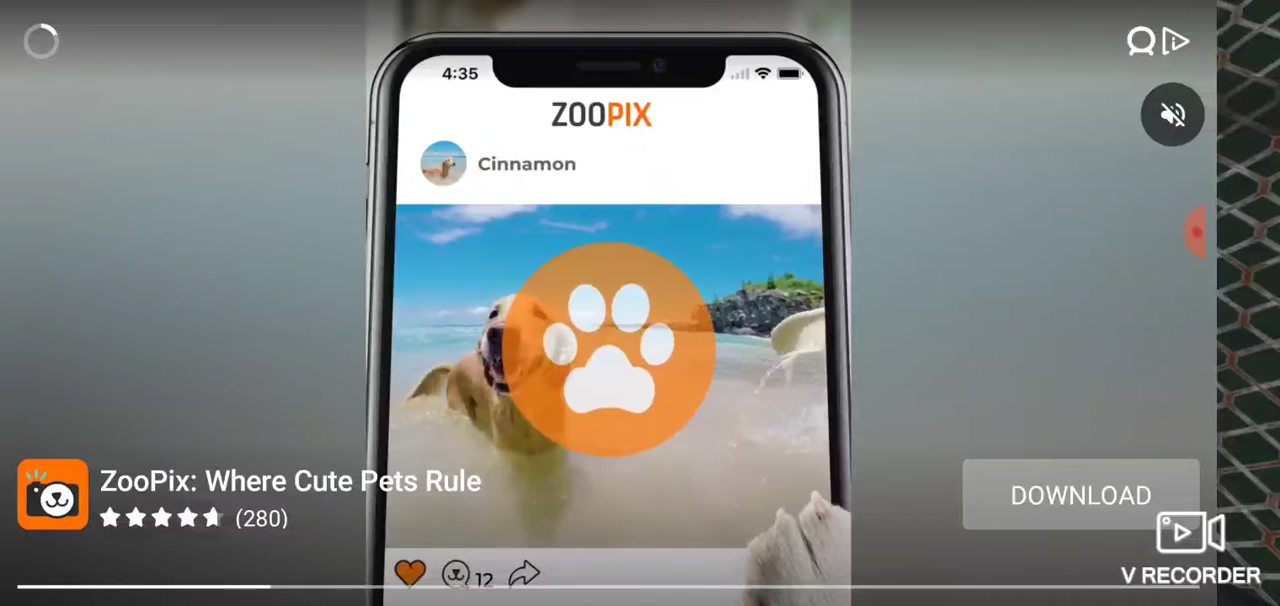 4:35
ZOOPIX
Cinnamon
ZooPix: Where Cute Pets Rule
(280)
DOWNLOAD
12
V RECORDER